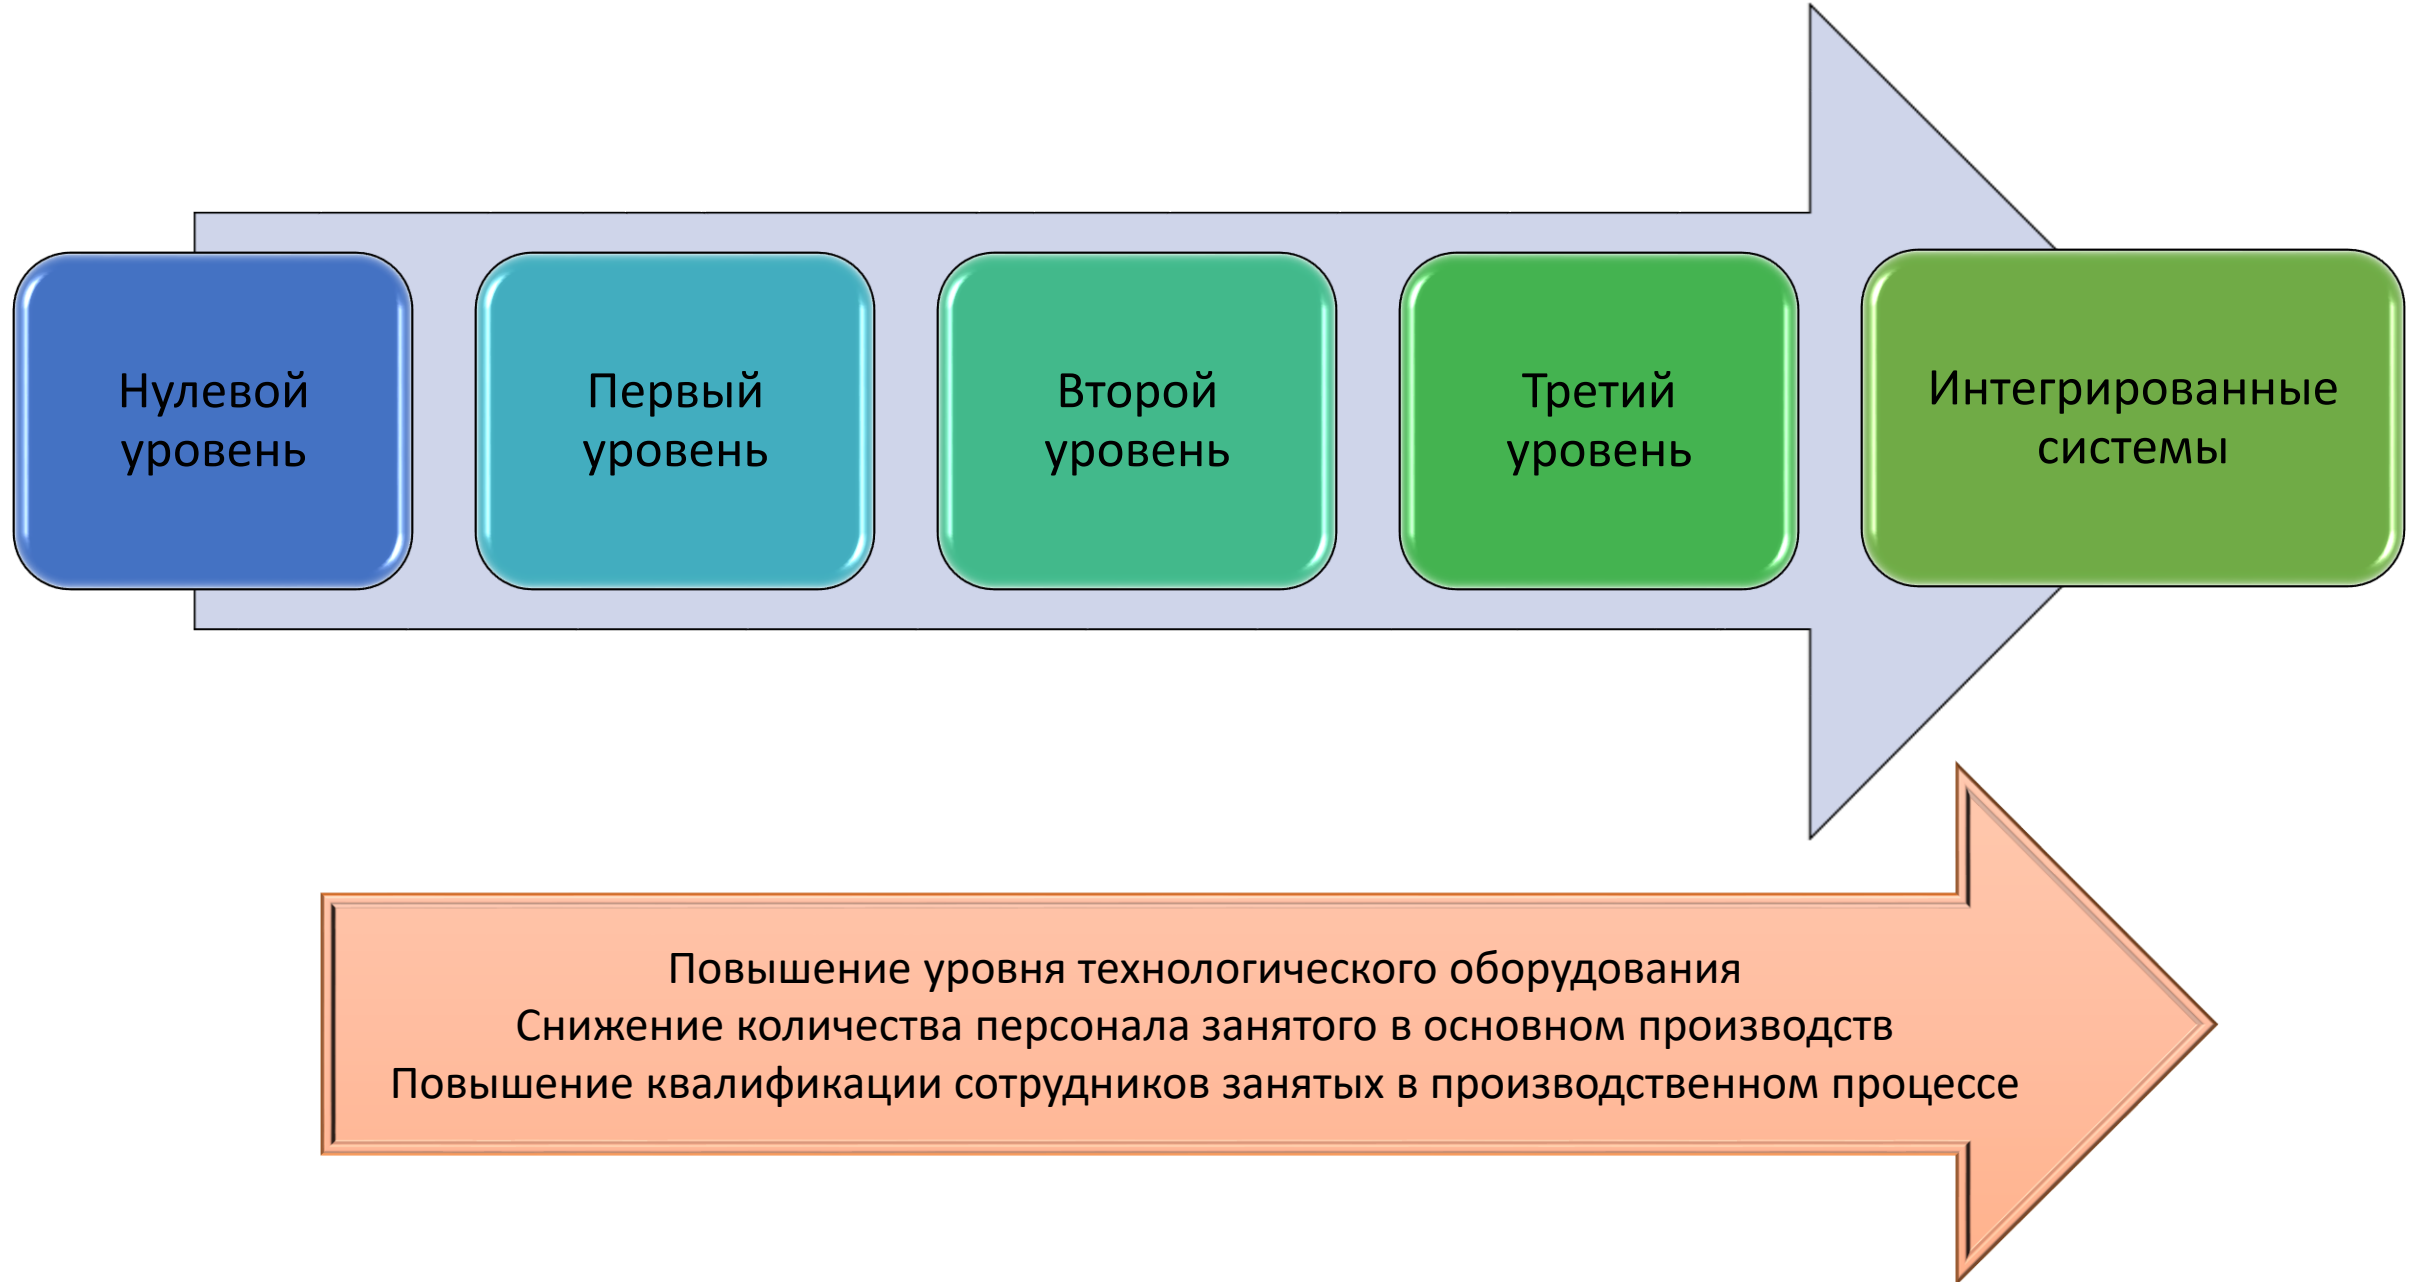 Нулевой
уровень
Первый
уровень
Второй
уровень
Третий
уровень
Интегрированные
системы
Повышение уровня технологического оборудования
Снижение количества персонала занятого в основном производств
Повышение квалификации сотрудников занятых в производственном процессе